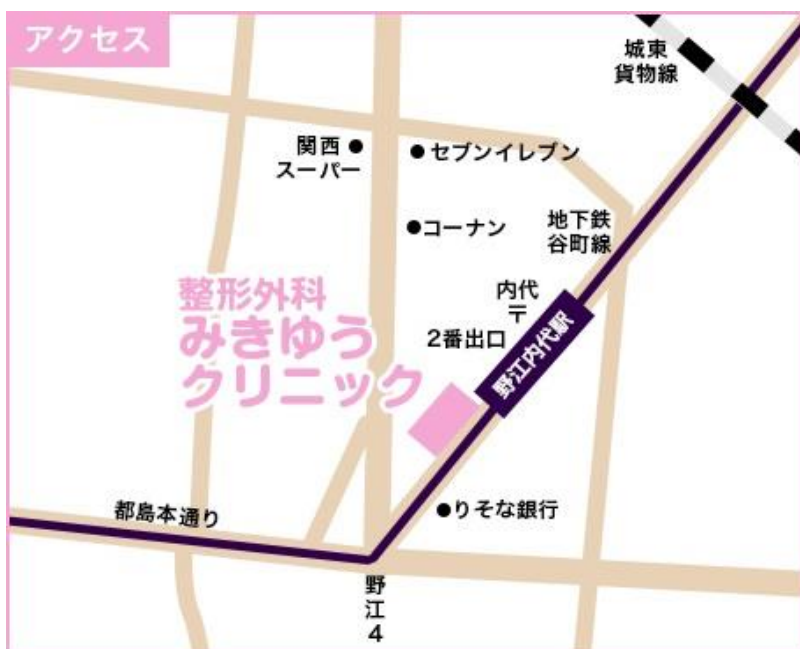 アクセス
城東
貨物線
関西
スーパー
セブンイレブン
コーナン
地下鉄
谷町線
内代
〒
2番出口
野江内代駅
整形外科
みきゆう
クリニック
りそな銀行
都島本通り
野江4